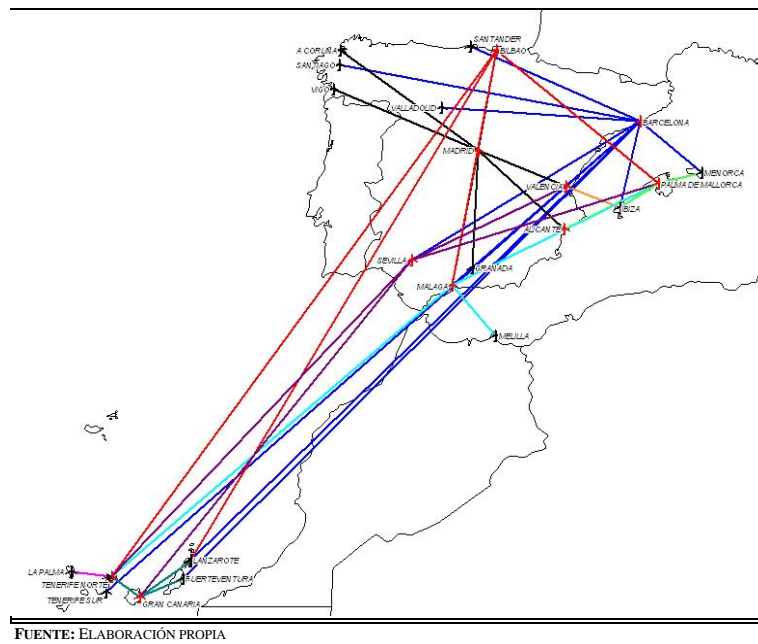 SANTANDER
A CORUÑA
BILBAO
SANTIAGO
VIGO
VALLADOLID
BARCELONA
MADRID
MENORCA
VALENCIA
PALMA DE MALLORCA
IBIZA
ALICANTE
SEVILLA
GRANADA
MALAGA
MELILLA
LANZAROTE
LA PALMA
FUERTEVENTURA
TENERIFE NORTE
TENERIFE SUR
GRAN CANARIA
FUENTE: ELABORACIÓN PROPIA